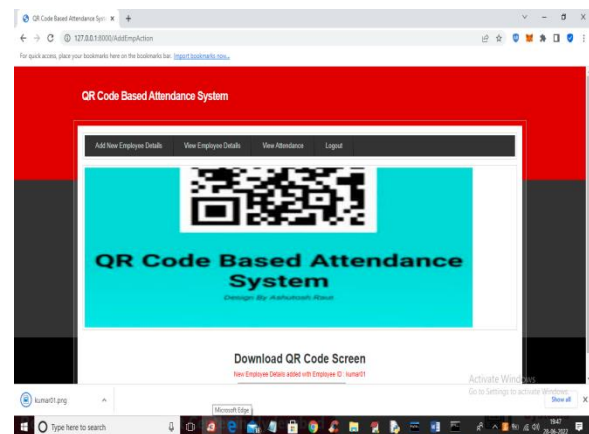 QR Code Based Attendance Syst
127.0.0.1:8000/AddEmpAction
For quick access, place your bookmarks here on the bookmarks bar. Import bookmarks now...
QR Code Based Attendance System
Add New Employee Details View Employee Details View Attendance Logout
QR Code Based Attendance
System
Design By Ashutosh Raut
Download QR Code Screen
New Employee Details added with Employee ID : kumar01
Activate Windows
Go to Settings to activate Windows.
kumar01.png
Show all
Microsoft Edge
Type here to search
19:47
26-06-2022